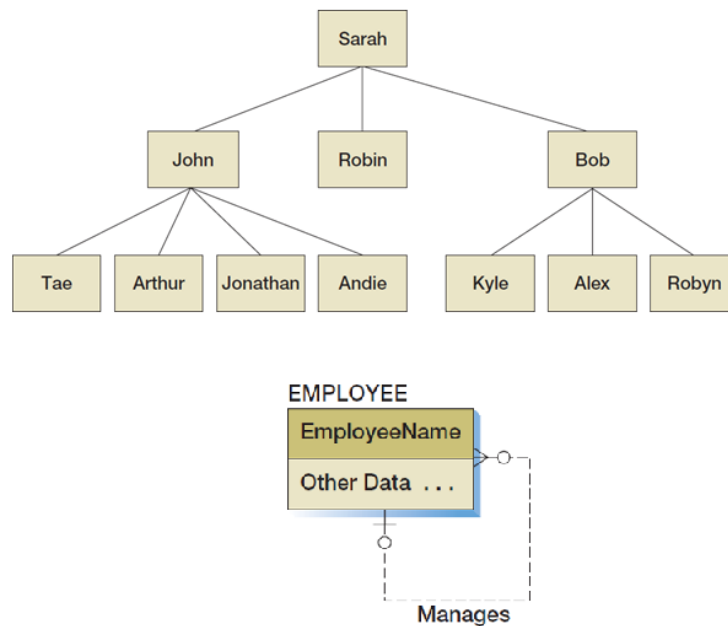 Sarah
John Robin Bob
Tae Arthur Jonathan Andie Kyle Alex Robyn
EMPLOYEE
EmployeeName
Other Data ...
Manages